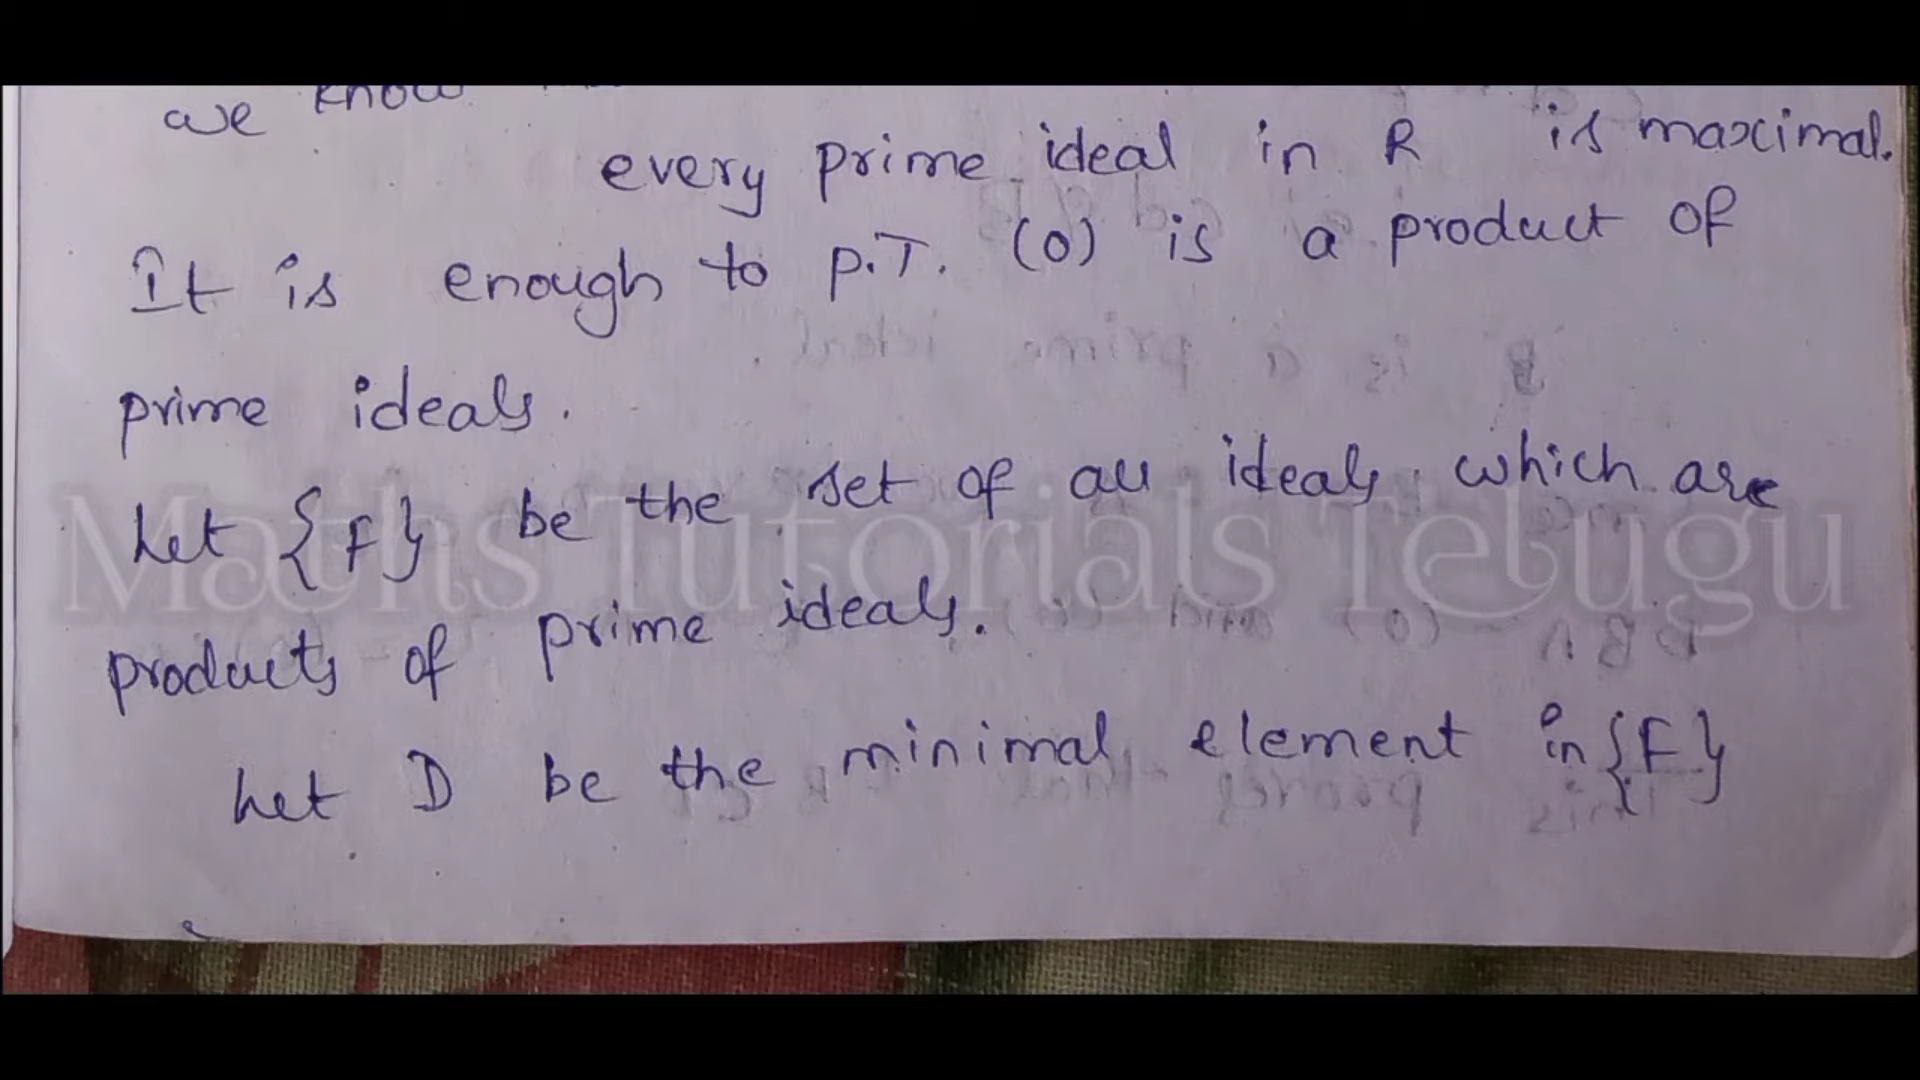 we know
every prime ideal in R is maximal.
It is enough to P.T. (0) is a product of
prime ideals.
Let {F} be the set of all ideals which are
Maths Tutorials Telugu
products of prime ideals.
Let D be the minimal element in {F}